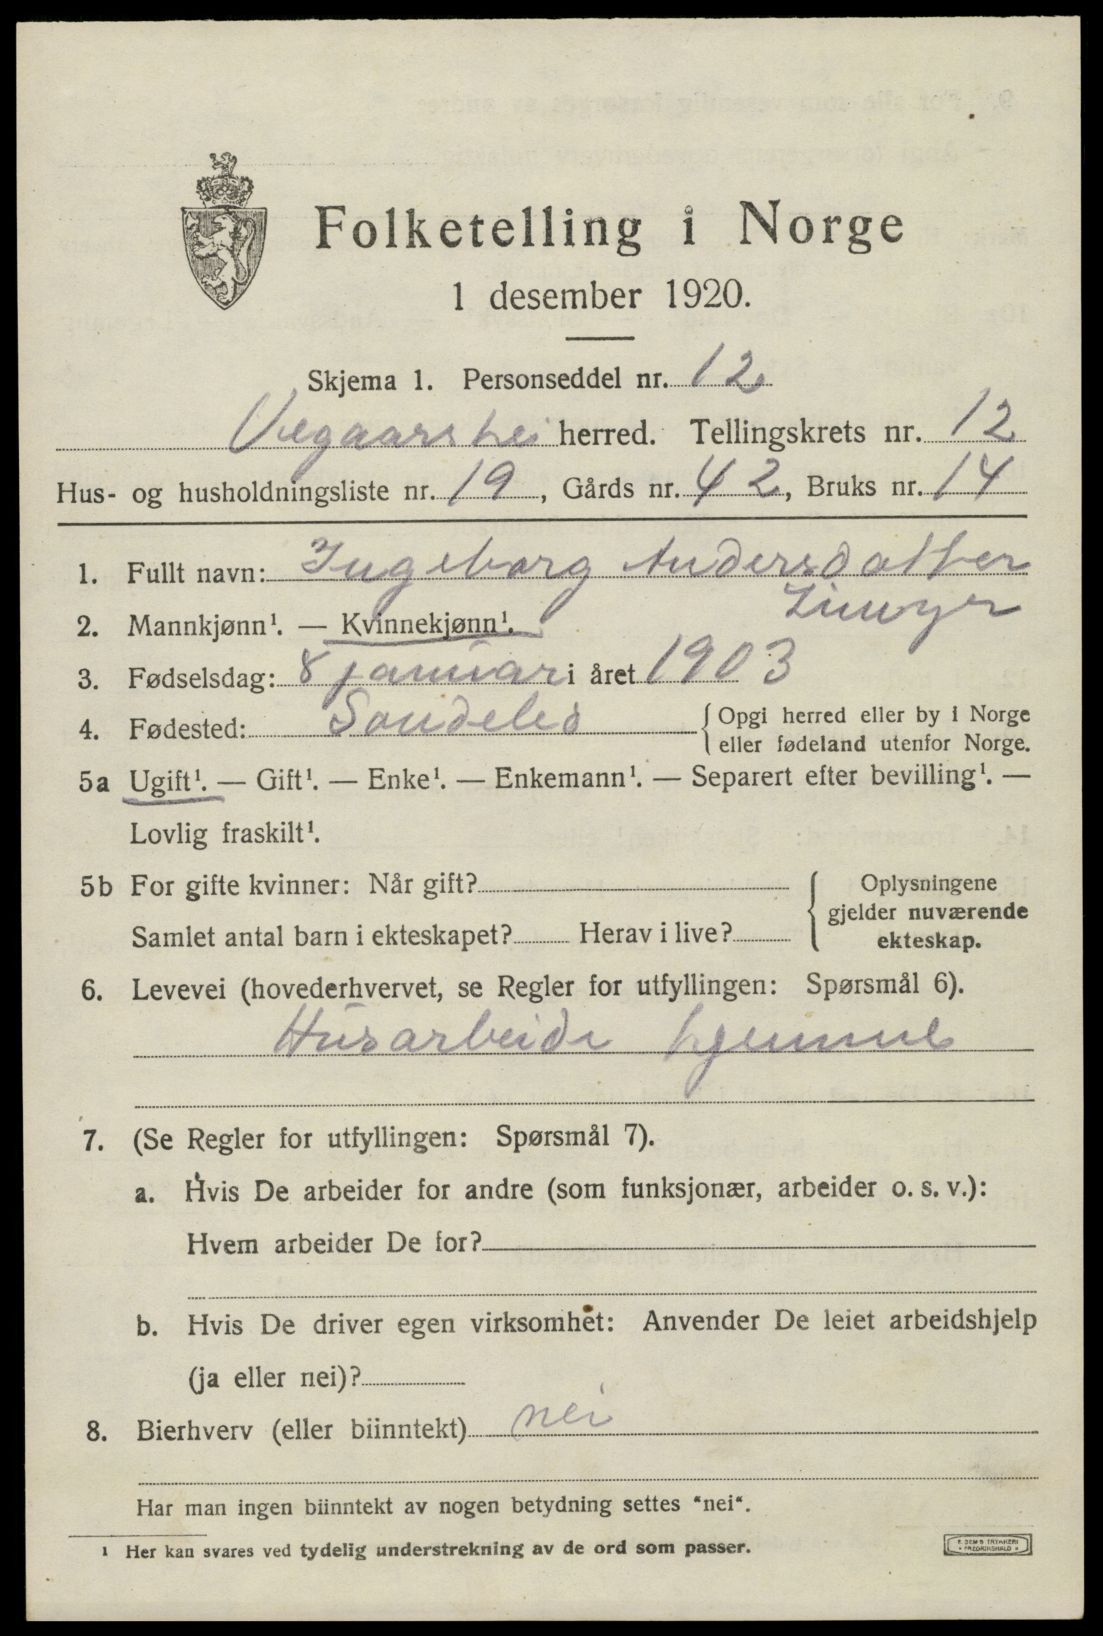 Folketelling i Norge
1 desember 1920.
Skjema 1. Personseddel nr. 12
Vegaarshei herred. Tellingskrets nr. 12
Hus- og husholdningsliste nr. 19, Gårds nr. 42, Bruks nr. 14
1. Fullt navn: Ingeborg Andersdatter
2. Mannkjønn¹. — Kvinnekjønn¹.
3. Fødselsdag: 8 januar i året 1903
4. Fødested: Sondeled {Opgi herred eller by i Norge
eller fødeland utenfor Norge.
5a Ugift¹. — Gift¹. — Enke¹. — Enkemann¹. — Separert efter bevilling¹. —
Lovlig fraskilt¹.
5b For gifte kvinner: Når gift? { Oplysningene
gjelder nuværende
Samlet antal barn i ekteskapet? Herav i live?
ekteskap.
6. Levevei (hovederhvervet, se Regler for utfyllingen: Spørsmål 6).
Husarbeide hjemme
7. (Se Regler for utfyllingen: Spørsmål 7).
a. Hvis De arbeider for andre (som funksjonær, arbeider o. s. v.):
Hvem arbeider De for?
b. Hvis De driver egen virksomhet: Anvender De leiet arbeidshjelp
(ja eller nei)?
8. Bierhverv (eller biinntekt) nei
Har man ingen biinntekt av nogen betydning settes "nei".
¹ Her kan svares ved tydelig understrekning av de ord som passer.